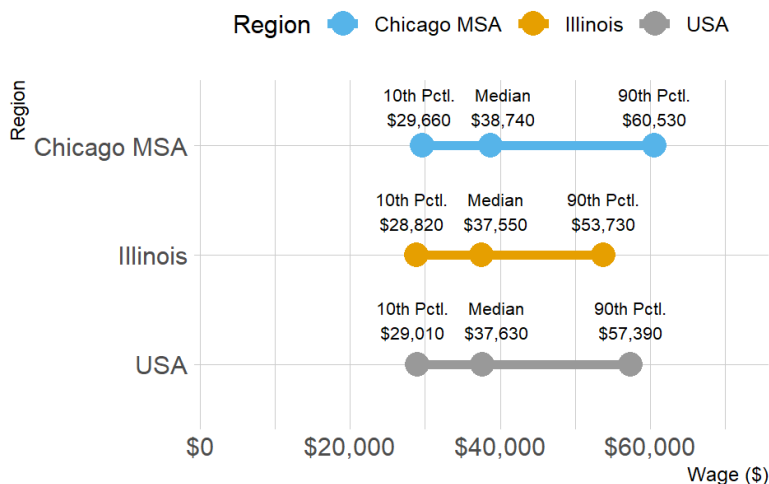 Region Chicago MSA Illinois USA
Region
10th Pctl. Median 90th Pctl.
$29,660 $38,740 $60,530
Chicago MSA
10th Pctl. Median 90th Pctl.
$28,820 $37,550 $53,730
Illinois
10th Pctl. Median 90th Pctl.
$29,010 $37,630 $57,390
USA
$0 $20,000 $40,000 $60,000
Wage ($)